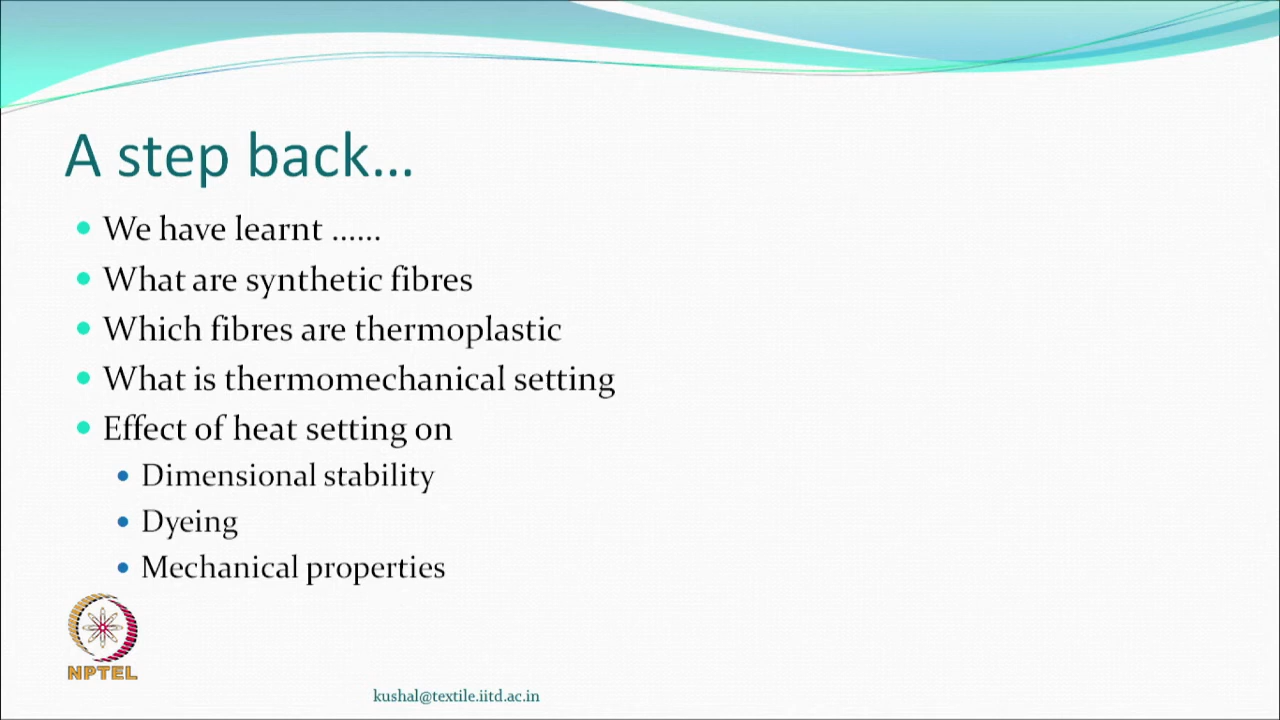 A step back...
We have learnt ......
What are synthetic fibres
Which fibres are thermoplastic
What is thermomechanical setting
Effect of heat setting on
Dimensional stability
Dyeing
Mechanical properties
NPTEL
kushal@textile.iitd.ac.in